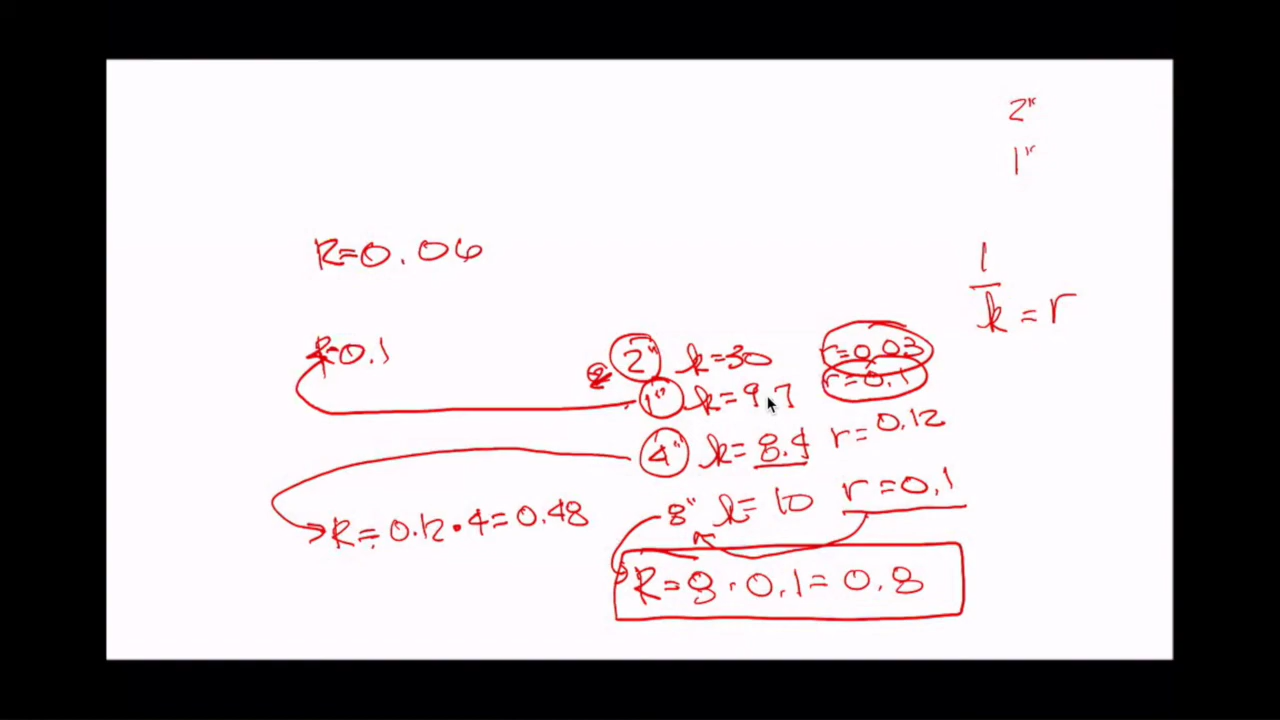 2"
1"
R=0.06
1
k = r
R=0.1
2" k=30 r=0.03
1" k=9.7 r=0.1
4" k=8.4 r=0.12
8" k=10 r=0.1
R=0.12•4=0.48
R=8·0.1=0.8